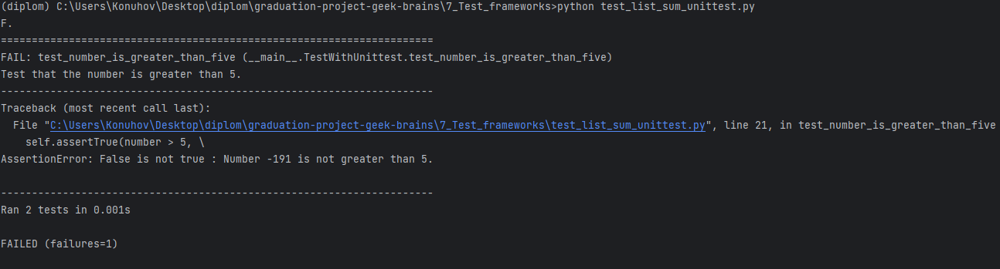 (diplom) C:\Users\Konuhov\Desktop\diplom\graduation-project-geek-brains\7_Test_frameworks>python test_list_sum_unittest.py
F.
======================================================================
FAIL: test_number_is_greater_than_five (__main__.TestWithUnittest.test_number_is_greater_than_five)
Test that the number is greater than 5.
----------------------------------------------------------------------
Traceback (most recent call last):
  File "C:\Users\Konuhov\Desktop\diplom\graduation-project-geek-brains\7_Test_frameworks\test_list_sum_unittest.py", line 21, in test_number_is_greater_than_five
    self.assertTrue(number > 5, \
AssertionError: False is not true : Number -191 is not greater than 5.

----------------------------------------------------------------------
Ran 2 tests in 0.001s

FAILED (failures=1)